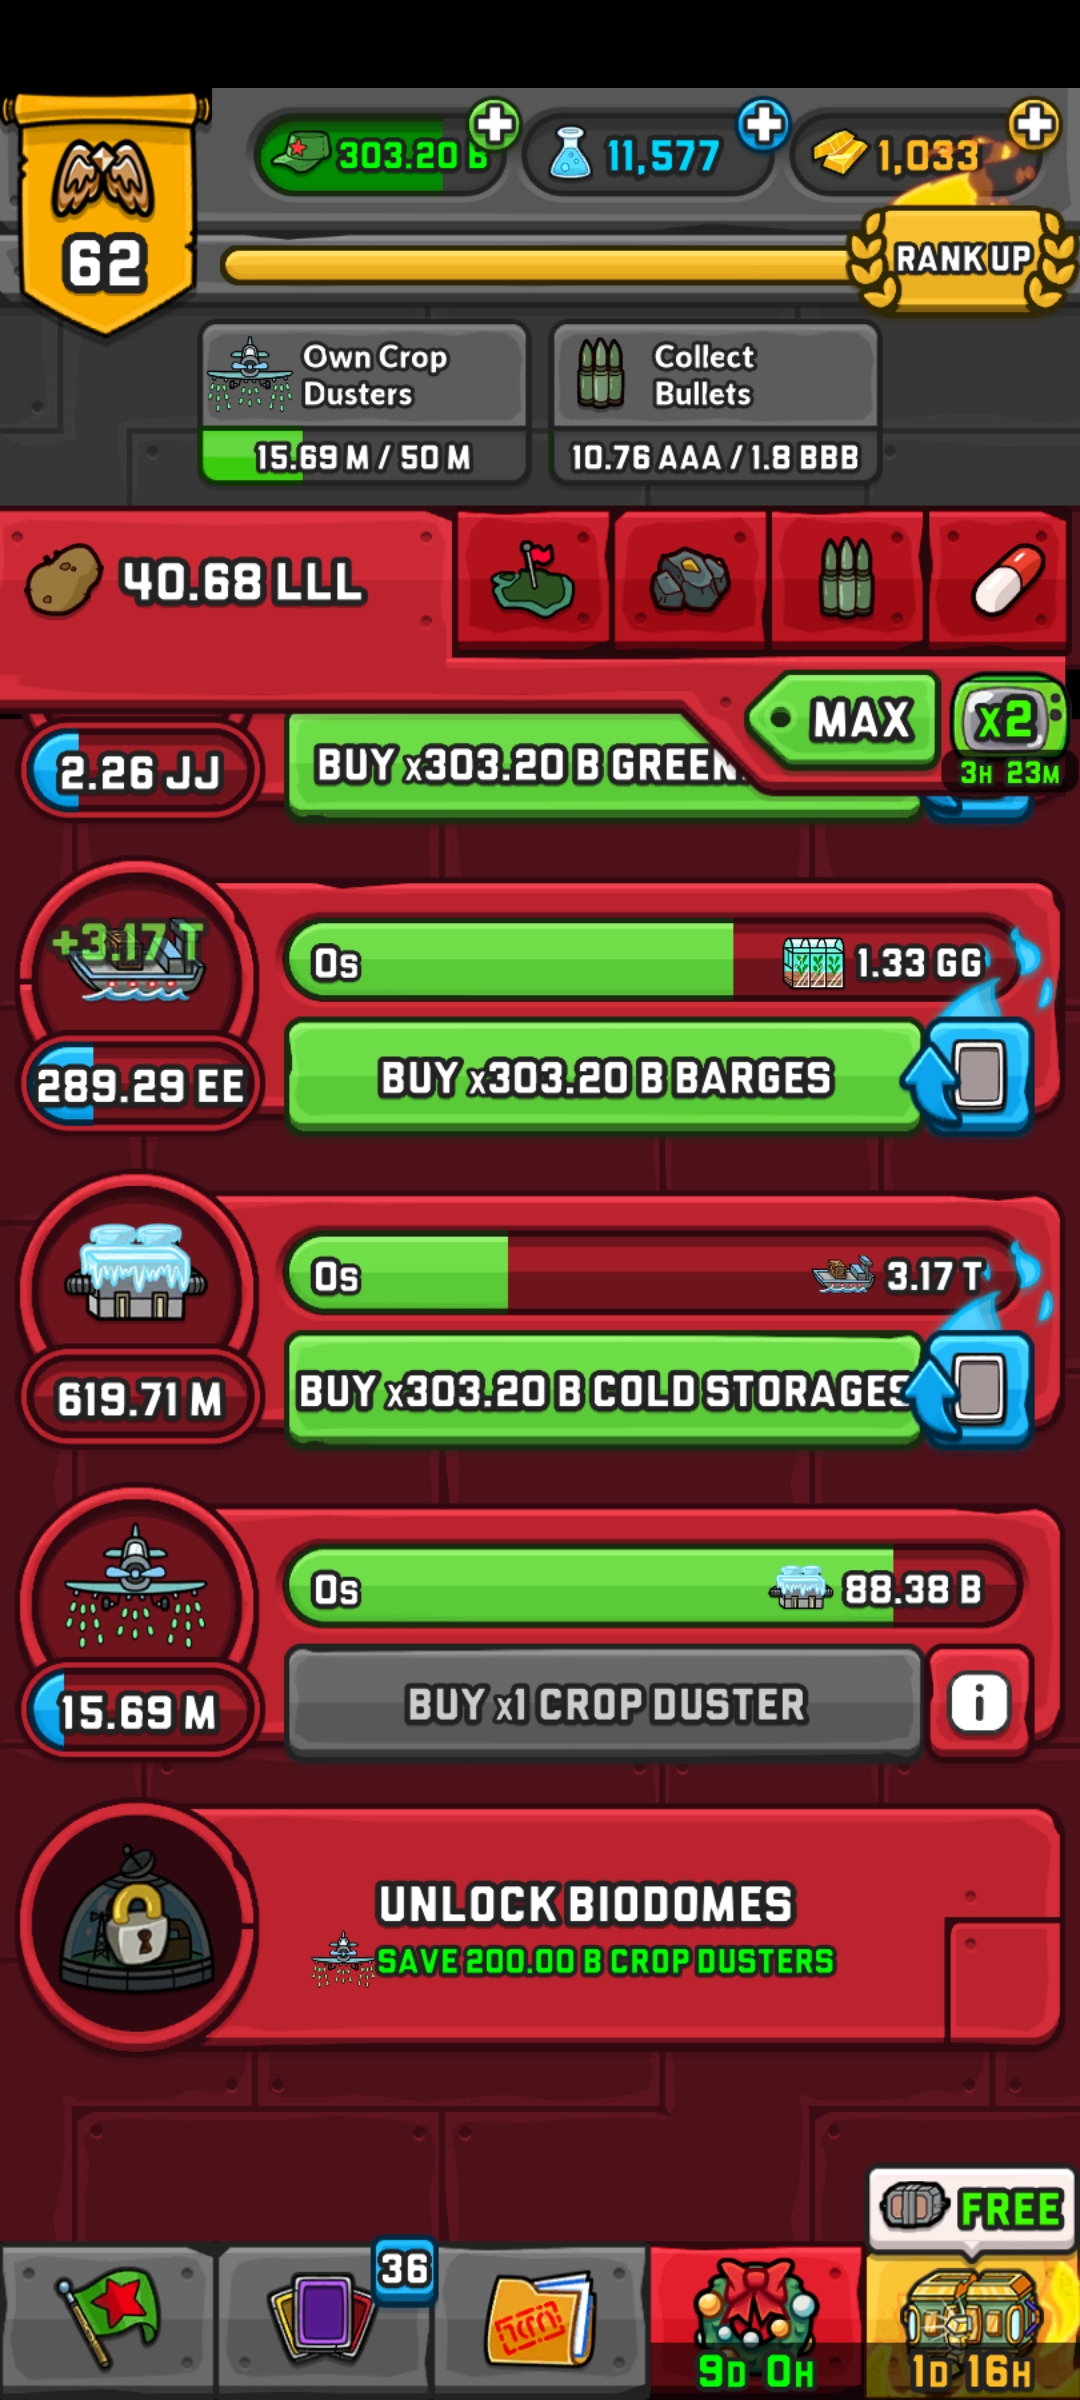 303.20 B
11,577
1,033
62
RANK UP
Own Crop
Dusters
15.69 M / 50 M
Collect
Bullets
10.76 AAA / 1.8 BBB
40.68 LLL
MAX
x2
3H 23M
2.26 JJ
BUY x303.20 B GREEN
+3.17 T
0s
1.33 GG
289.29 EE
BUY x303.20 B BARGES
0s
3.17 T
619.71 M
BUY x303.20 B COLD STORAGES
0s
88.38 B
15.69 M
BUY x1 CROP DUSTER
i
UNLOCK BIODOMES
SAVE 200.00 B CROP DUSTERS
FREE
36
9D 0H
1D 16H